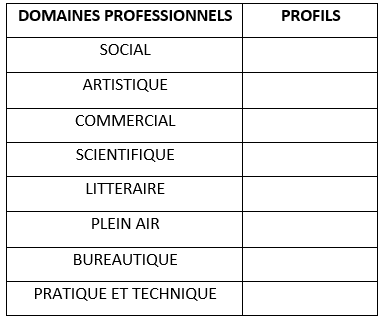 DOMAINES PROFESSIONNELS PROFILS
SOCIAL
ARTISTIQUE
COMMERCIAL
SCIENTIFIQUE
LITTERAIRE
PLEIN AIR
BUREAUTIQUE
PRATIQUE ET TECHNIQUE